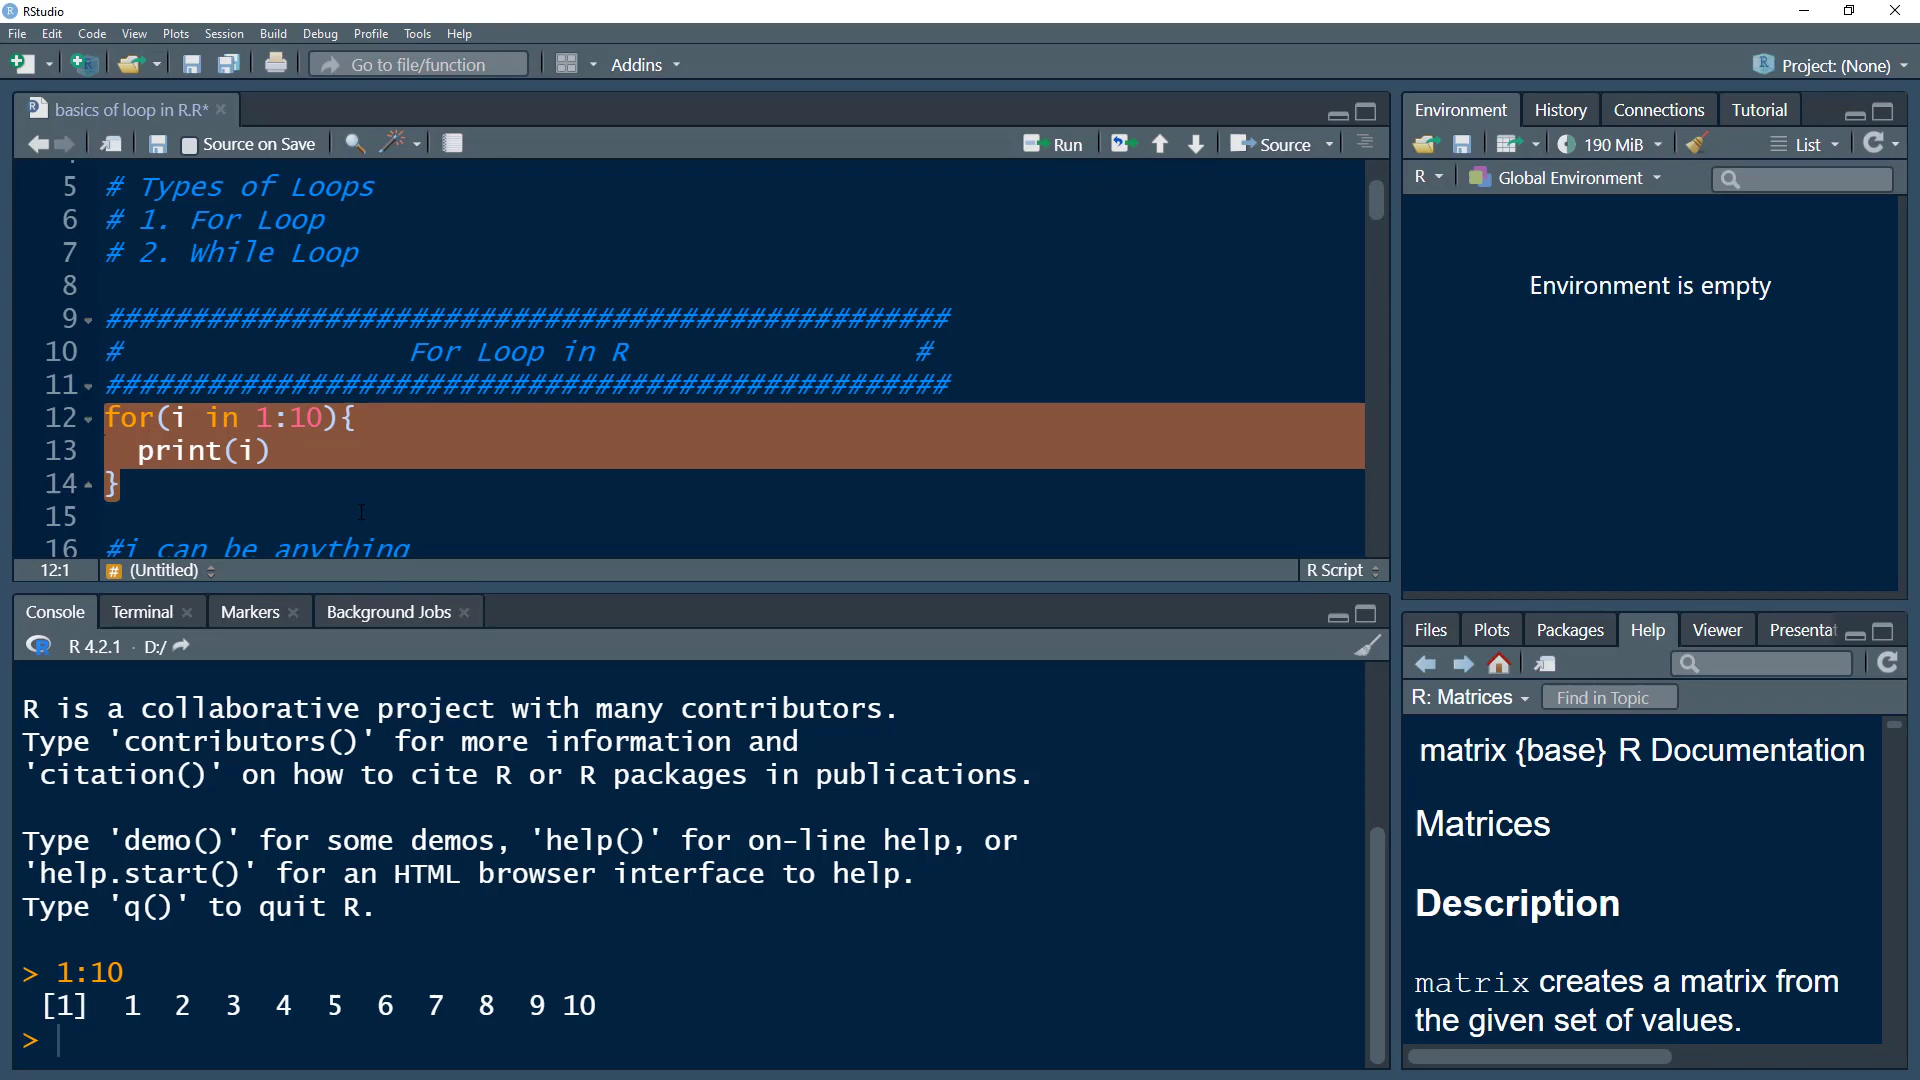 RStudio
File Edit Code View Plots Session Build Debug Profile Tools Help
Go to file/function Addins Project: (None)
basics of loop in R.R*
Source on Save Run Source
5 # Types of Loops
6 # 1. For Loop
7 # 2. While Loop
8
9 ##################################################
10 # For Loop in R #
11 ##################################################
12 for(i in 1:10){
13 print(i)
14 }
15
16 #i can be anything
12:1 # (Untitled) R Script
Console Terminal Markers Background Jobs
R 4.2.1 · D:/
R is a collaborative project with many contributors.
Type 'contributors()' for more information and
'citation()' on how to cite R or R packages in publications.
Type 'demo()' for some demos, 'help()' for on-line help, or
'help.start()' for an HTML browser interface to help.
Type 'q()' to quit R.
> 1:10
[1] 1 2 3 4 5 6 7 8 9 10
>
Environment History Connections Tutorial
190 MiB List
R Global Environment
Environment is empty
Files Plots Packages Help Viewer Presentat
R: Matrices Find in Topic
matrix {base} R Documentation
Matrices
Description
matrix creates a matrix from
the given set of values.